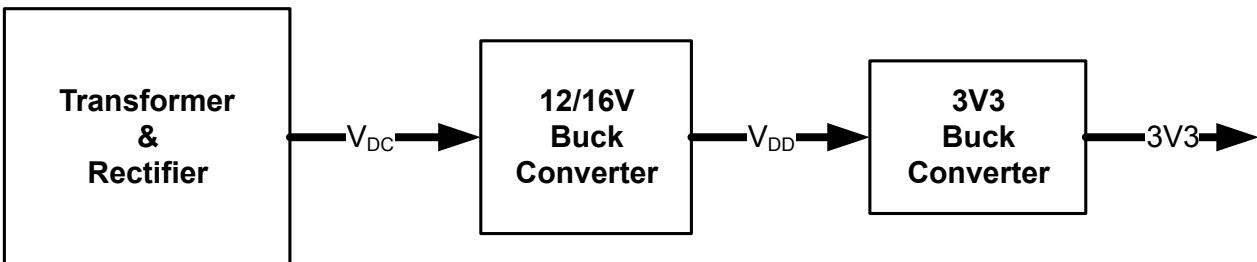 Transformer
&
Rectifier
V_DC
12/16V
Buck
Converter
V_DD
3V3
Buck
Converter
3V3